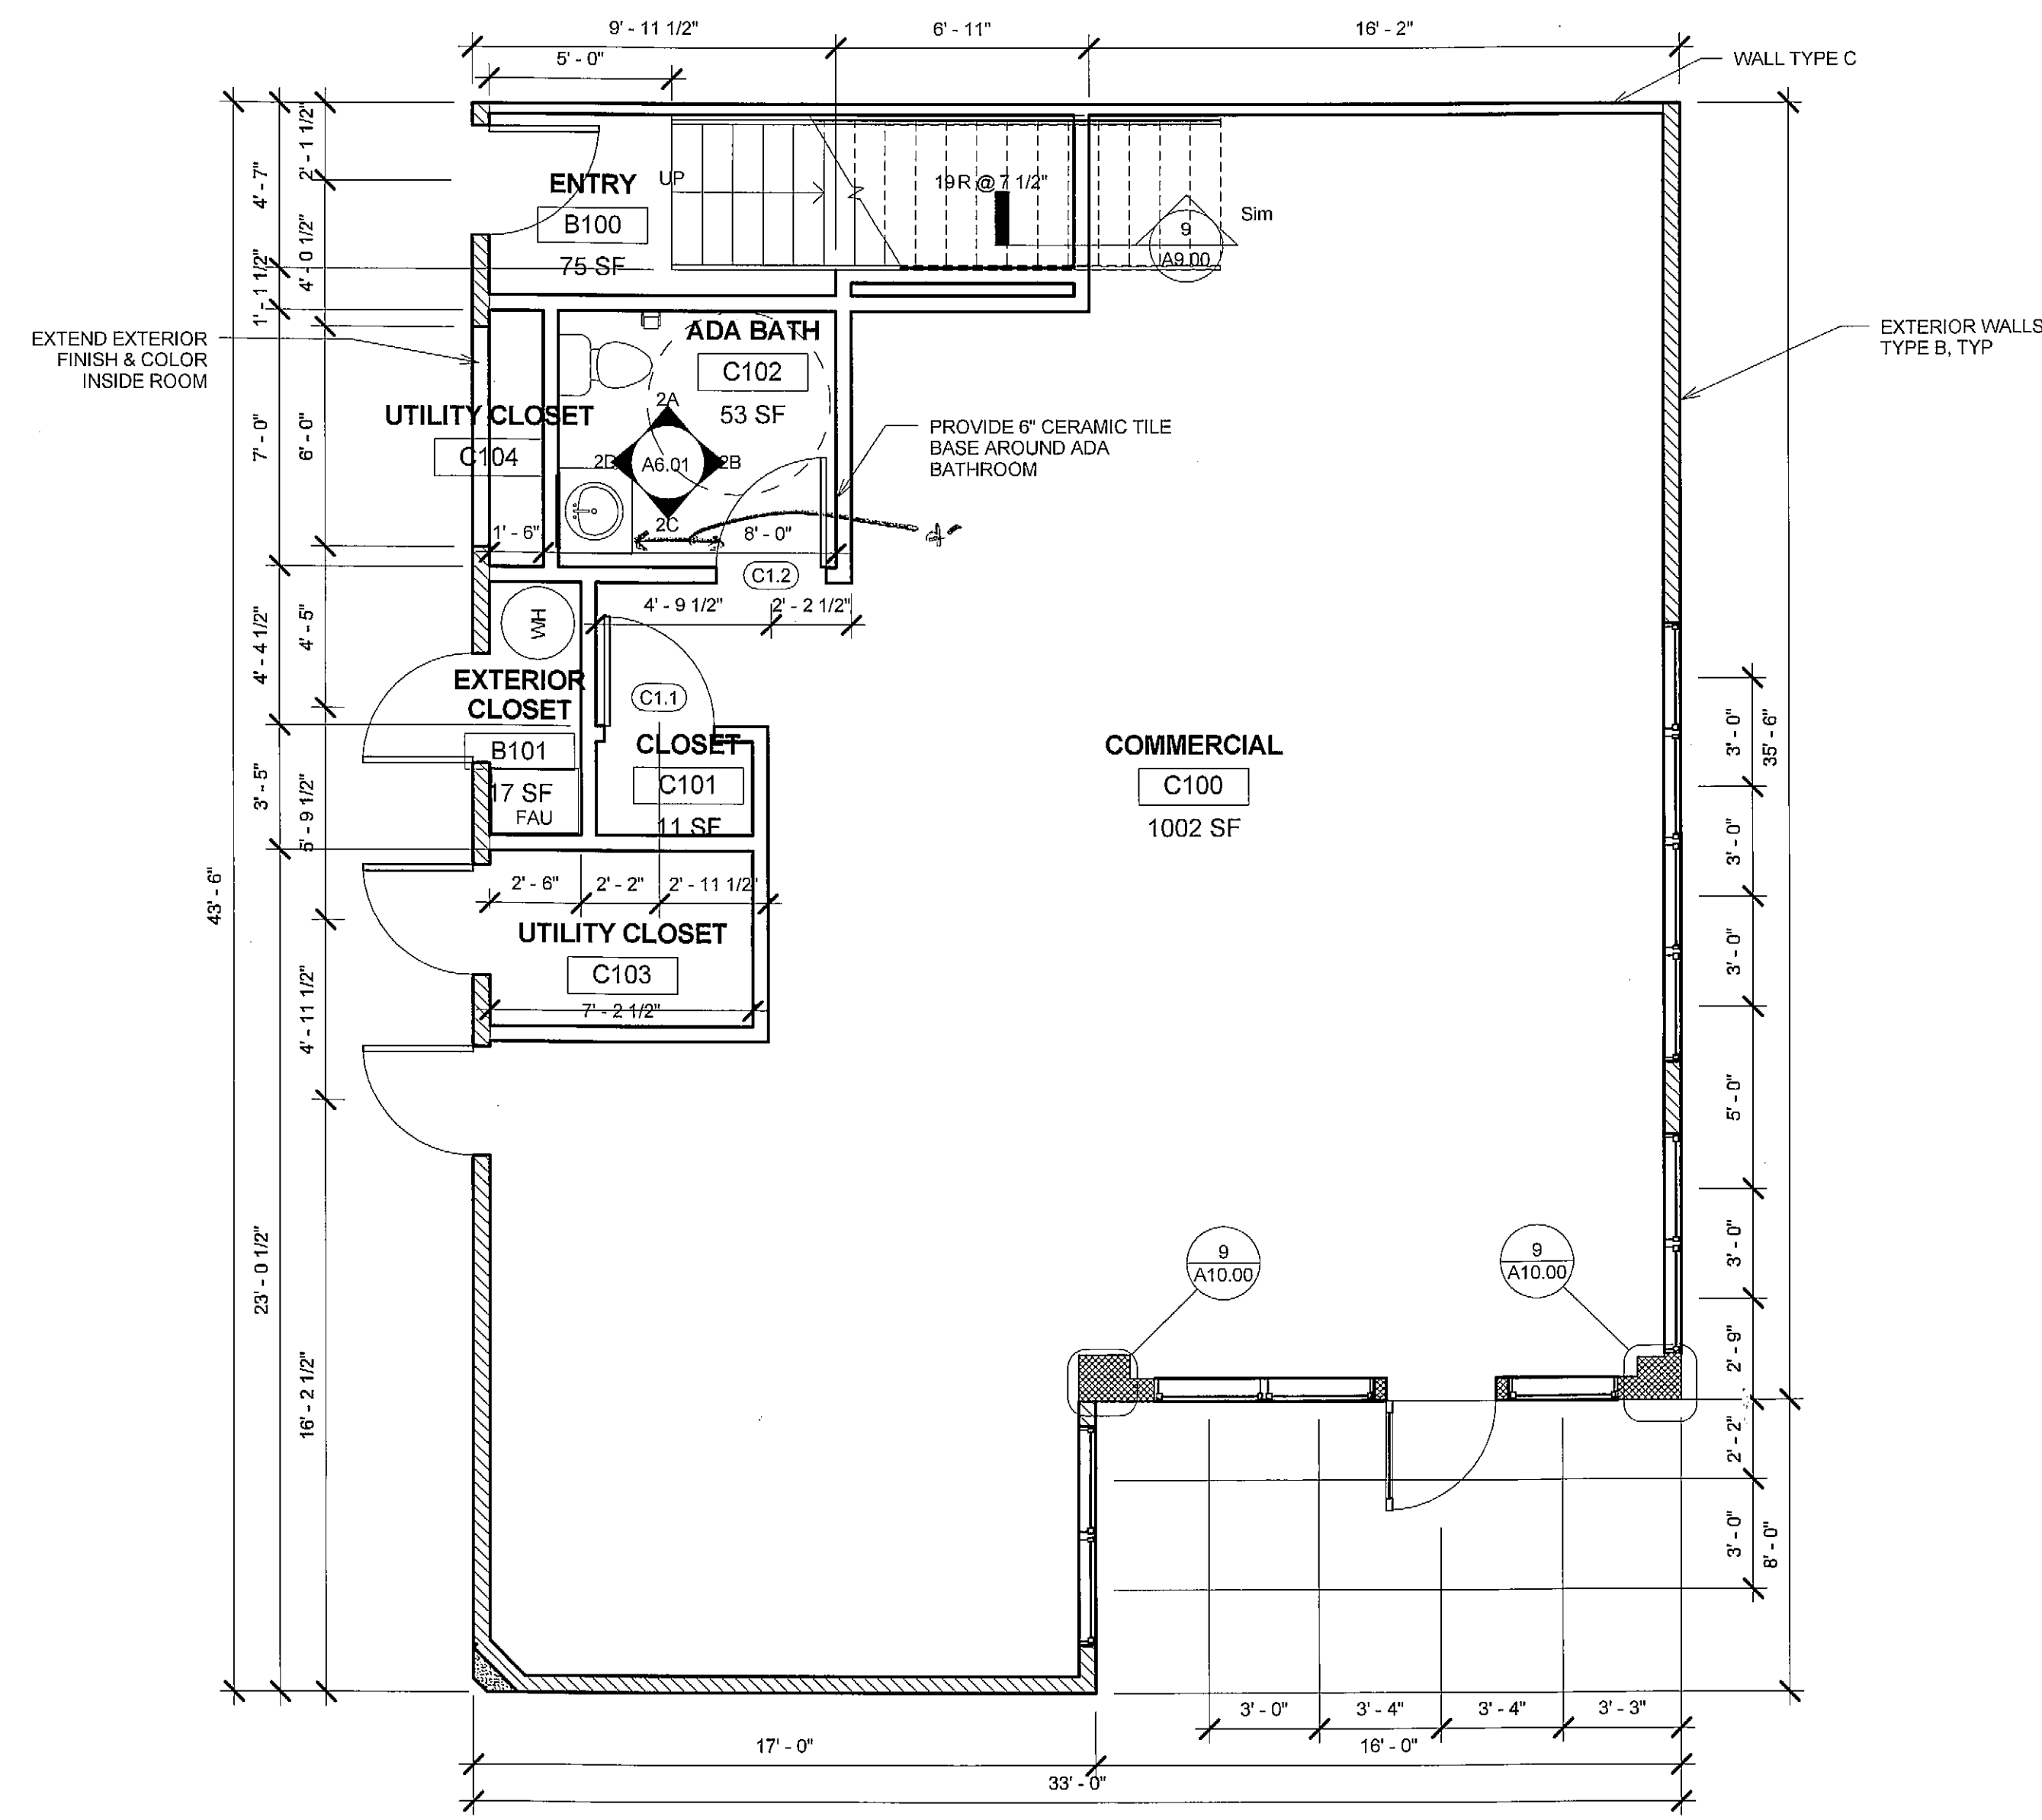 9' - 11 1/2"
6' - 11"
16' - 2"
5' - 0"
WALL TYPE C
2' - 1 1/2"
4' - 7"
4' - 0 1/2"
1' - 1 1/2"
ENTRY
B100
75 SF
UP
19R @ 7 1/2"
Sim
9
A9.00
EXTEND EXTERIOR
FINISH & COLOR
INSIDE ROOM
EXTERIOR WALLS
TYPE B, TYP
ADA BATH
C102
53 SF
2A
2B
2C
2D
A6.01
UTILITY CLOSET
C104
PROVIDE 6" CERAMIC TILE
BASE AROUND ADA
BATHROOM
7' - 0"
6' - 0"
1' - 6"
8' - 0"
C1.2
4' - 9 1/2"
2' - 2 1/2"
WH
4' - 4 1/2"
4' - 5"
EXTERIOR
CLOSET
B101
17 SF
FAU
C1.1
CLOSET
C101
11 SF
COMMERCIAL
C100
1002 SF
3' - 0"
35' - 6"
3' - 0"
3' - 0"
3' - 5"
5' - 9 1/2"
43' - 6"
2' - 6"
2' - 2"
2' - 11 1/2"
UTILITY CLOSET
C103
7' - 2 1/2"
4' - 11 1/2"
5' - 0"
3' - 0"
2' - 9"
9
A10.00
9
A10.00
23' - 0 1/2"
16' - 2 1/2"
2' - 2"
3' - 0"
8' - 0"
3' - 0"
3' - 4"
3' - 4"
3' - 3"
17' - 0"
16' - 0"
33' - 0"